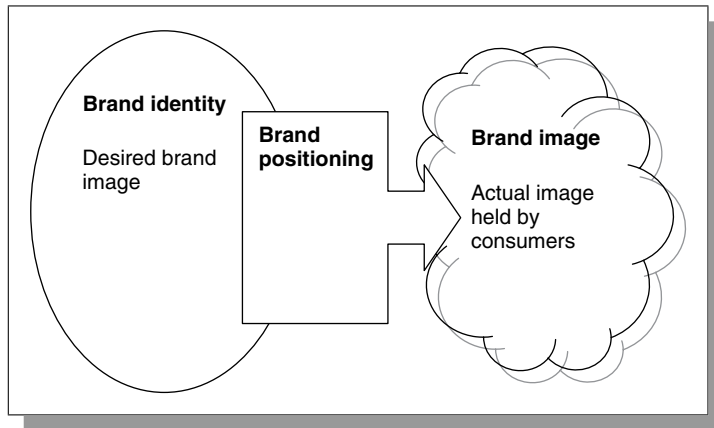 Brand identity
Desired brand
image
Brand
positioning
Brand image
Actual image
held by
consumers